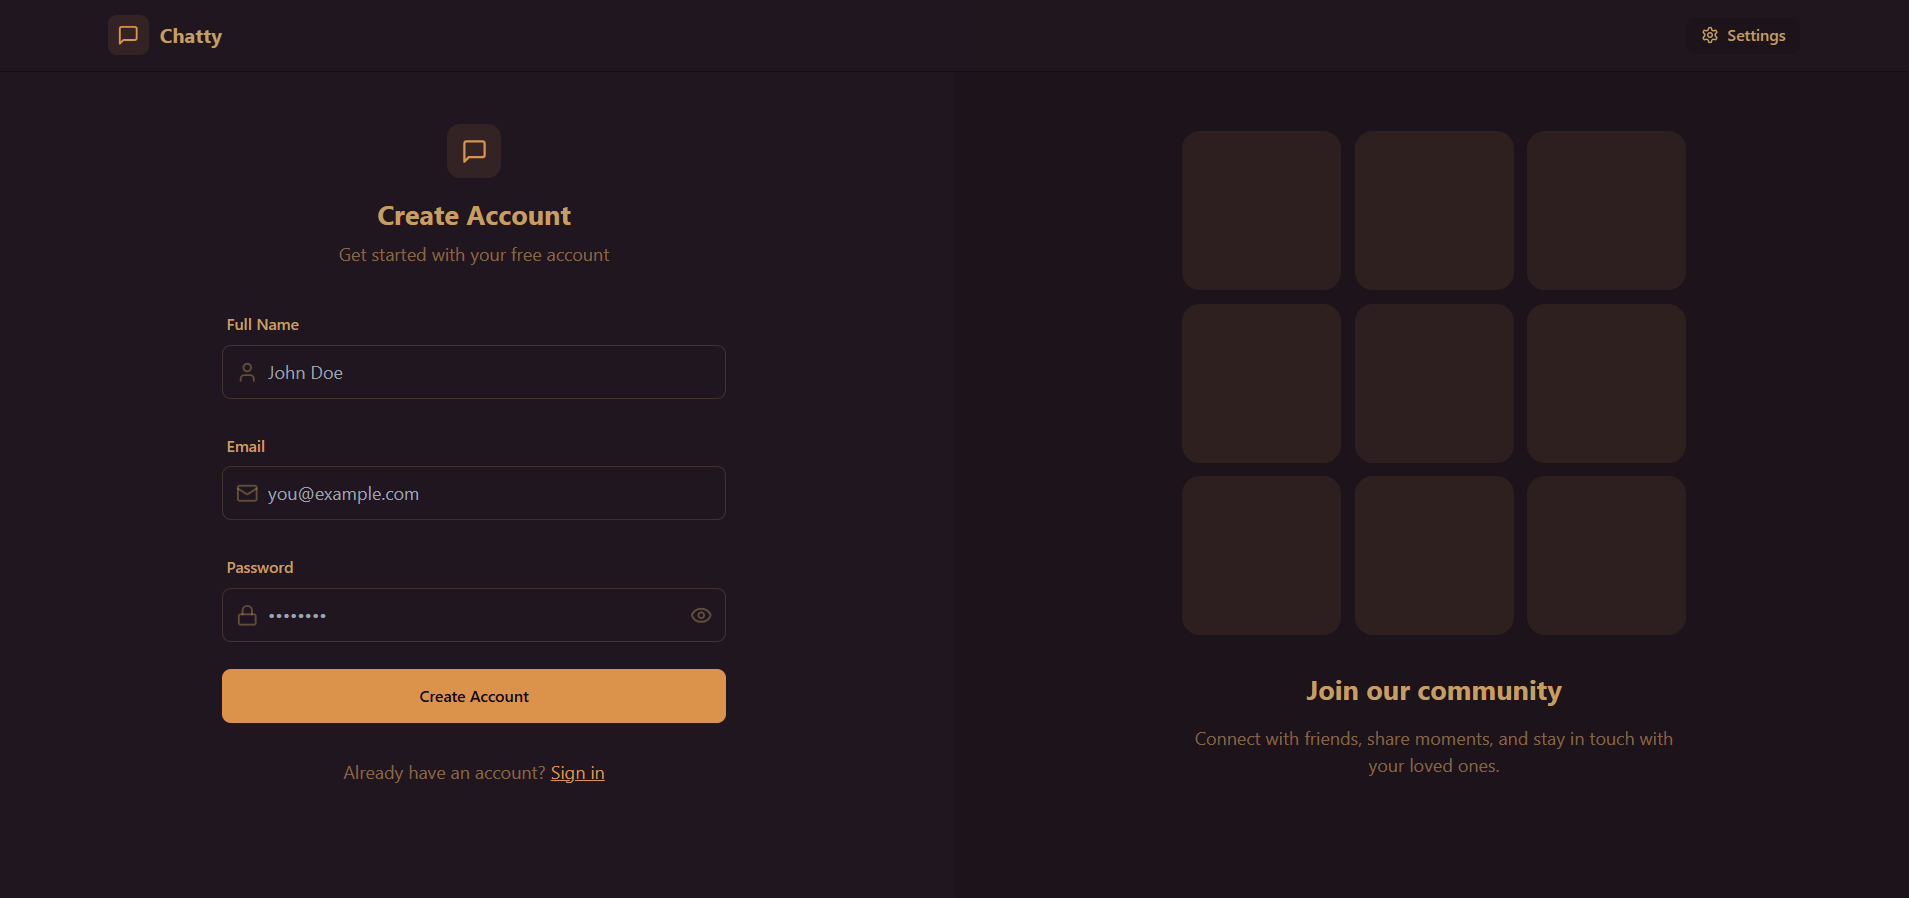 Chatty
Settings
Create Account
Get started with your free account
Full Name
John Doe
Email
you@example.com
Password
••••••••
Create Account
Already have an account? Sign in
Join our community
Connect with friends, share moments, and stay in touch with
your loved ones.